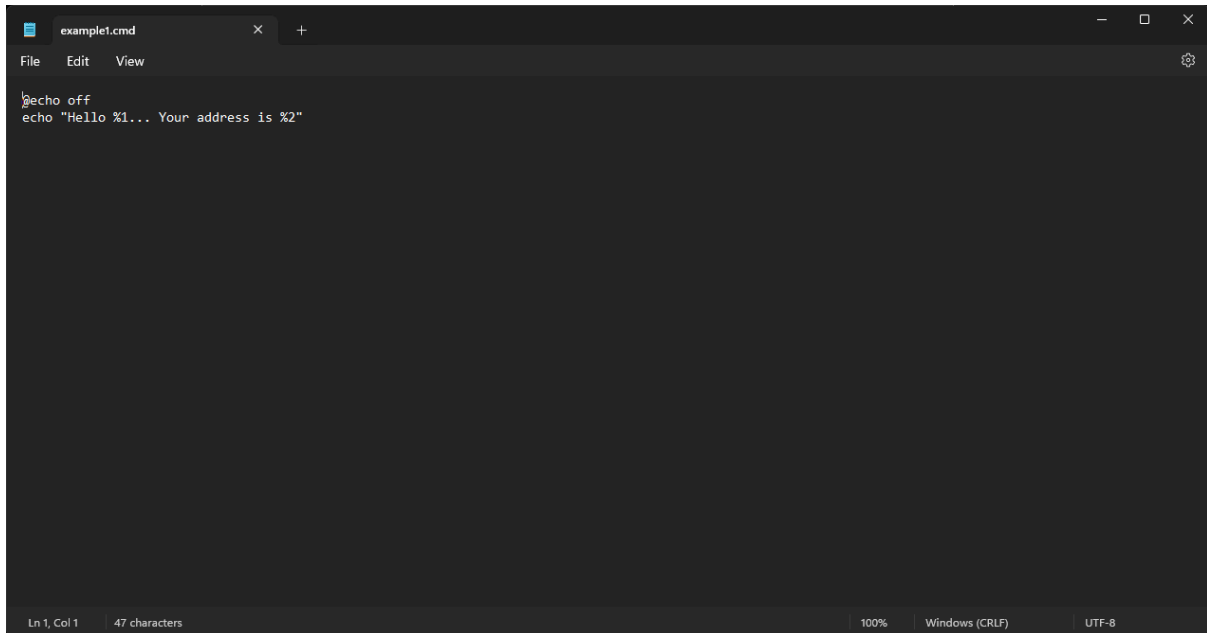 example1.cmd
File Edit View
@echo off
echo "Hello %1... Your address is %2"
Ln 1, Col 1 47 characters 100% Windows (CRLF) UTF-8